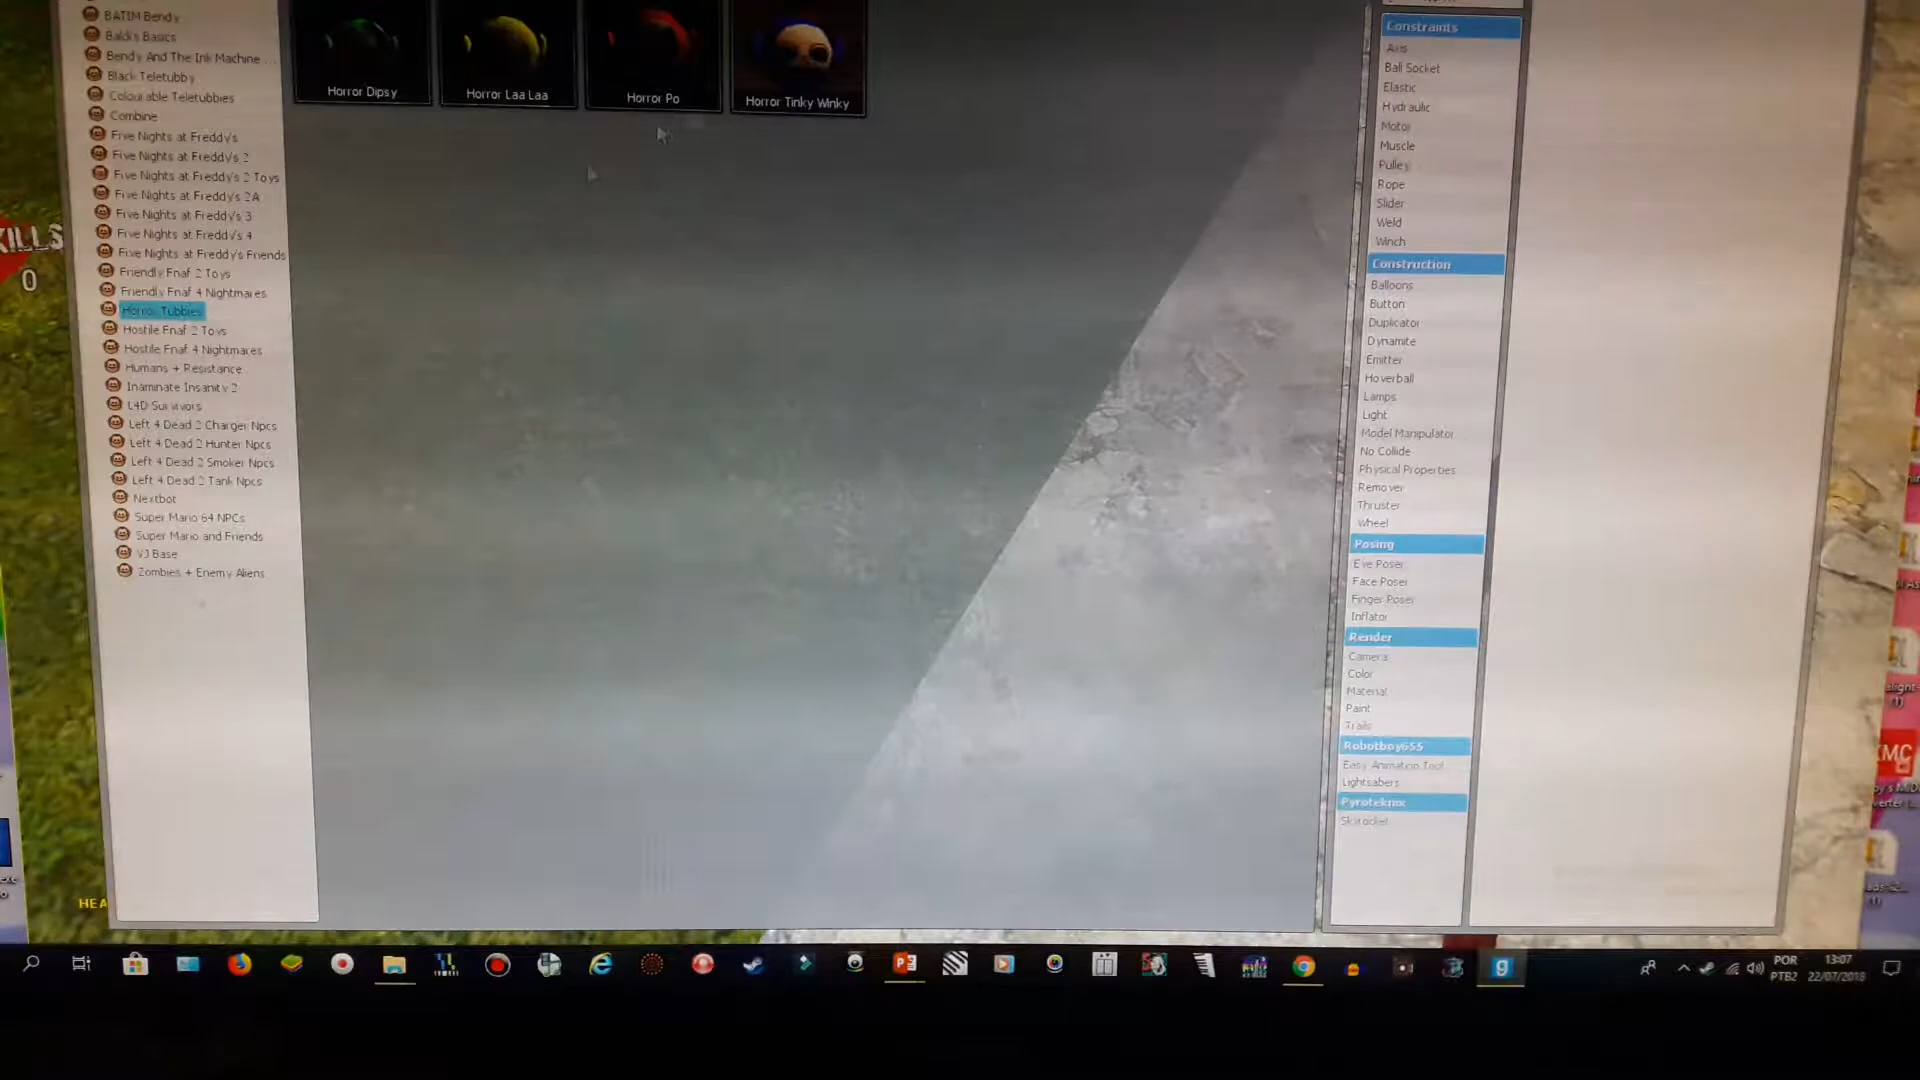 BATIM Bendy
Baldi's Basics
Bendy And The Ink Machine ...
Black Teletubby
Colourable Teletubbies
Combine
Five Nights at Freddy's
Five Nights at Freddy's 2
Five Nights at Freddy's 2 Toys
Five Nights at Freddy's 2A
Five Nights at Freddy's 3
Five Nights at Freddy's 4
Five Nights at Freddy's Friends
Friendly Fnaf 2 Toys
Friendly Fnaf 4 Nightmares
Horror Tubbies
Hostile Fnaf 2 Toys
Hostile Fnaf 4 Nightmares
Humans + Resistance
Inaminate Insanity 2
L4D Survivors
Left 4 Dead 2 Charger Npcs
Left 4 Dead 2 Hunter Npcs
Left 4 Dead 2 Smoker Npcs
Left 4 Dead 2 Tank Npcs
Nextbot
Super Mario 64 NPCs
Super Mario and Friends
VJ Base
Zombies + Enemy Aliens
KILLS
0
HEA
Horror Dipsy
Horror Laa Laa
Horror Po
Horror Tinky Winky
Constraints
Axis
Ball Socket
Elastic
Hydraulic
Motor
Muscle
Pulley
Rope
Slider
Weld
Winch
Construction
Balloons
Button
Duplicator
Dynamite
Emitter
Hoverball
Lamps
Light
Model Manipulator
No Collide
Physical Properties
Remover
Thruster
Wheel
Posing
Eye Poser
Face Poser
Finger Poser
Inflator
Render
Camera
Color
Material
Paint
Trails
Robotboy655
Easy Animation Tool
Lightsabers
Pyroteknix
Skyrocket
KMC
POR
PTB2
13:07
22/07/2018